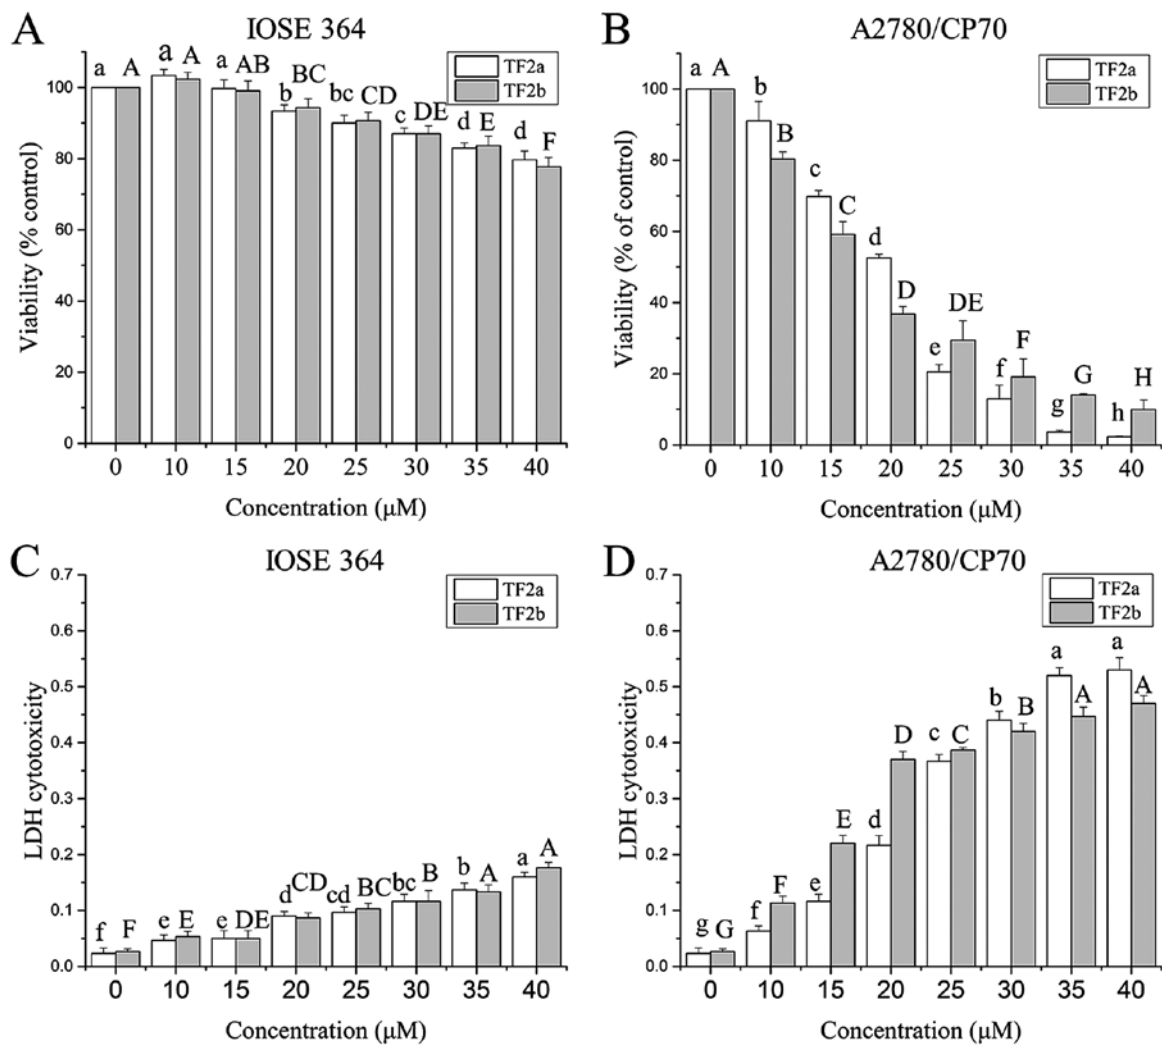 A
IOSE 364
TF2a
TF2b
Viability (% control)
a A a A a AB b BC bc CD c DE d E d F
100
80
60
40
20
0
0 10 15 20 25 30 35 40
Concentration (μM)
B
A2780/CP70
TF2a
TF2b
Viability (% of control)
a A b B c C d D e DE f F g G h H
100
80
60
40
20
0
0 10 15 20 25 30 35 40
Concentration (μM)
C
IOSE 364
TF2a
TF2b
LDH cytotoxicity
0.7
0.6
0.5
0.4
0.3
0.2
0.1
0.0
f F e E e DE d CD cd BC bc B b A a A
0 10 15 20 25 30 35 40
Concentration (μM)
D
A2780/CP70
TF2a
TF2b
LDH cytotoxicity
0.7
0.6
0.5
0.4
0.3
0.2
0.1
0.0
g G f F e E d D c C b B a A a A
0 10 15 20 25 30 35 40
Concentration (μM)